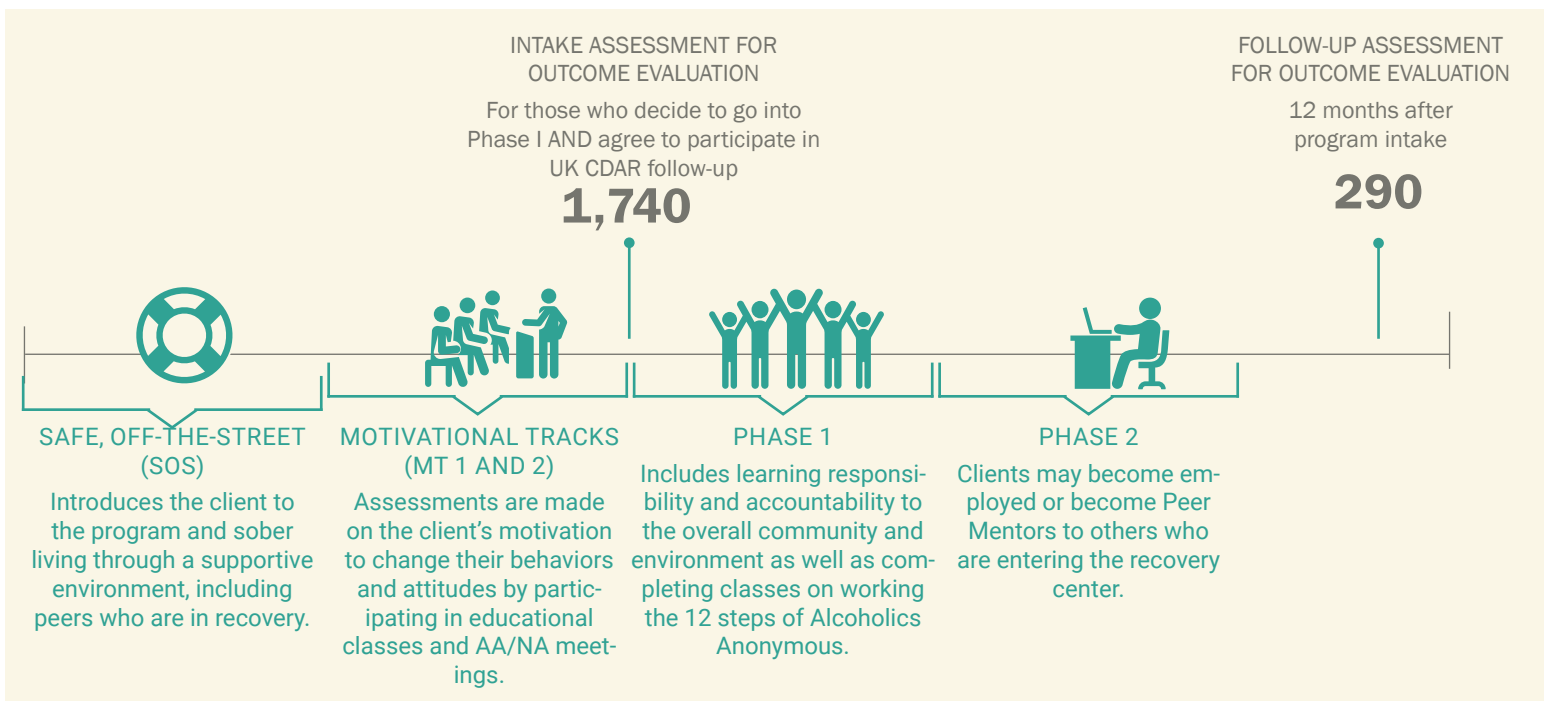 INTAKE ASSESSMENT FOR
OUTCOME EVALUATION
For those who decide to go into
Phase I AND agree to participate in
UK CDAR follow-up
1,740
FOLLOW-UP ASSESSMENT
FOR OUTCOME EVALUATION
12 months after
program intake
290
SAFE, OFF-THE-STREET
(SOS)
Introduces the client to
the program and sober
living through a supportive
environment, including
peers who are in recovery.
MOTIVATIONAL TRACKS
(MT 1 AND 2)
Assessments are made
on the client’s motivation
to change their behaviors
and attitudes by partic-
ipating in educational
classes and AA/NA meet-
ings.
PHASE 1
Includes learning responsi-
bility and accountability to
the overall community and
environment as well as com-
pleting classes on working
the 12 steps of Alcoholics
Anonymous.
PHASE 2
Clients may become em-
ployed or become Peer
Mentors to others who
are entering the recovery
center.